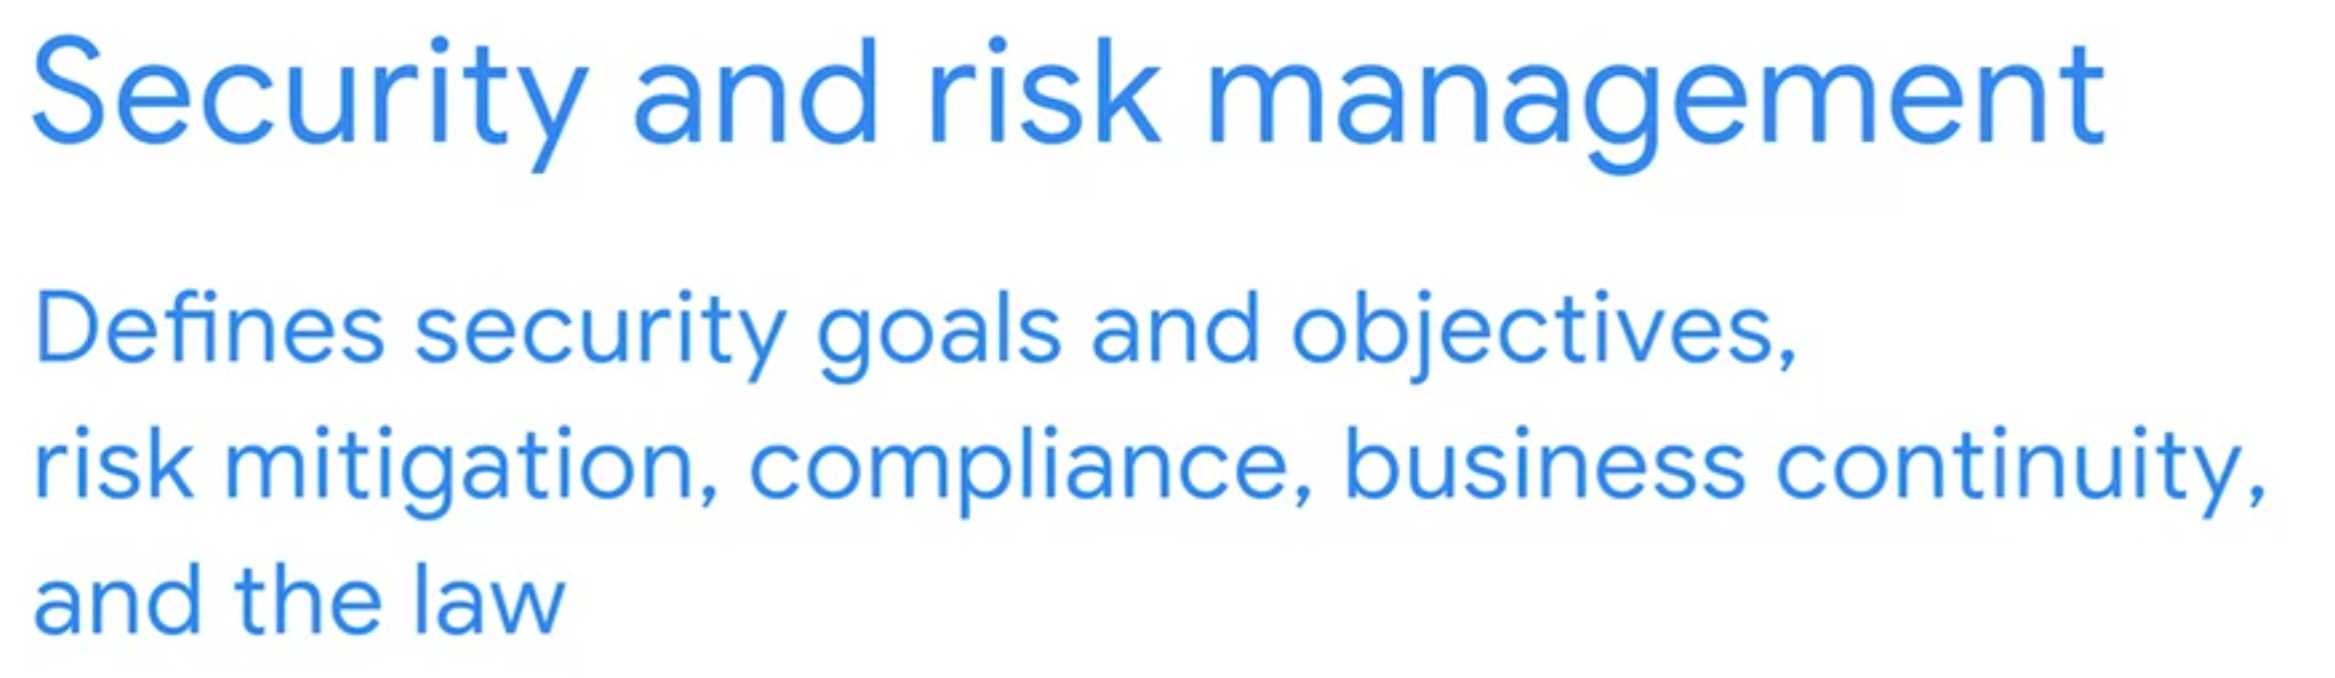 Security and risk management
Defines security goals and objectives,
risk mitigation, compliance, business continuity,
and the law